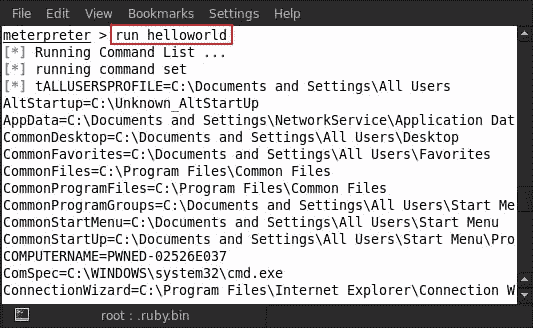 File Edit View Bookmarks Settings Help
meterpreter > run helloworld
[*] Running Command List ...
[*] running command set
[*] tALLUSERSPROFILE=C:\Documents and Settings\All Users
AltStartup=C:\Unknown_AltStartUp
AppData=C:\Documents and Settings\NetworkService\Application Dat
CommonDesktop=C:\Documents and Settings\All Users\Desktop
CommonFavorites=C:\Documents and Settings\All Users\Favorites
CommonFiles=C:\Program Files\Common Files
CommonProgramFiles=C:\Program Files\Common Files
CommonProgramGroups=C:\Documents and Settings\All Users\Start Me
CommonStartMenu=C:\Documents and Settings\All Users\Start Menu
CommonStartUp=C:\Documents and Settings\All Users\Start Menu\Pro
COMPUTERNAME=PWNED-02526E037
ComSpec=C:\WINDOWS\system32\cmd.exe
ConnectionWizard=C:\Program Files\Internet Explorer\Connection W
root : .ruby.bin